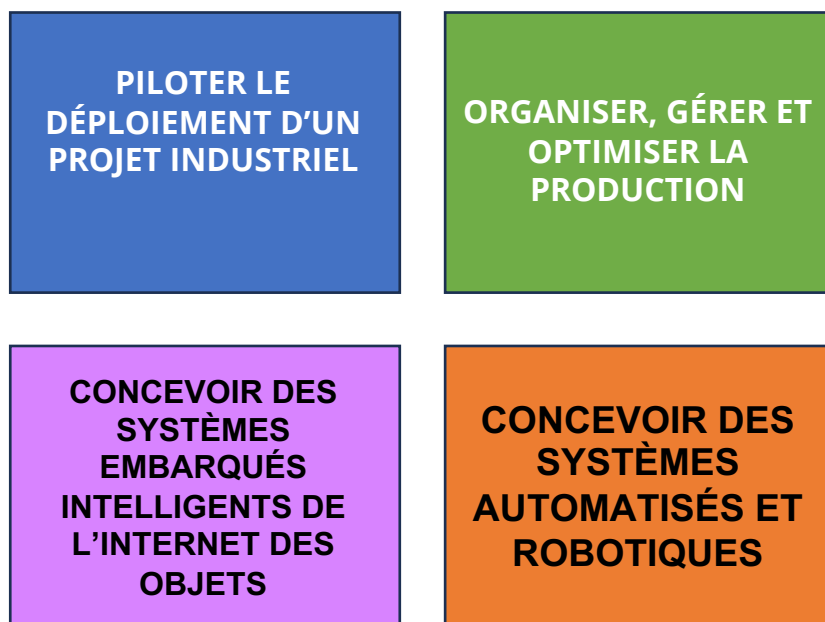 PILOTER LE
DÉPLOIEMENT D’UN
PROJET INDUSTRIEL
ORGANISER, GÉRER ET
OPTIMISER LA
PRODUCTION
CONCEVOIR DES
SYSTÈMES
EMBARQUÉS
INTELLIGENTS DE
L’INTERNET DES
OBJETS
CONCEVOIR DES
SYSTÈMES
AUTOMATISÉS ET
ROBOTIQUES